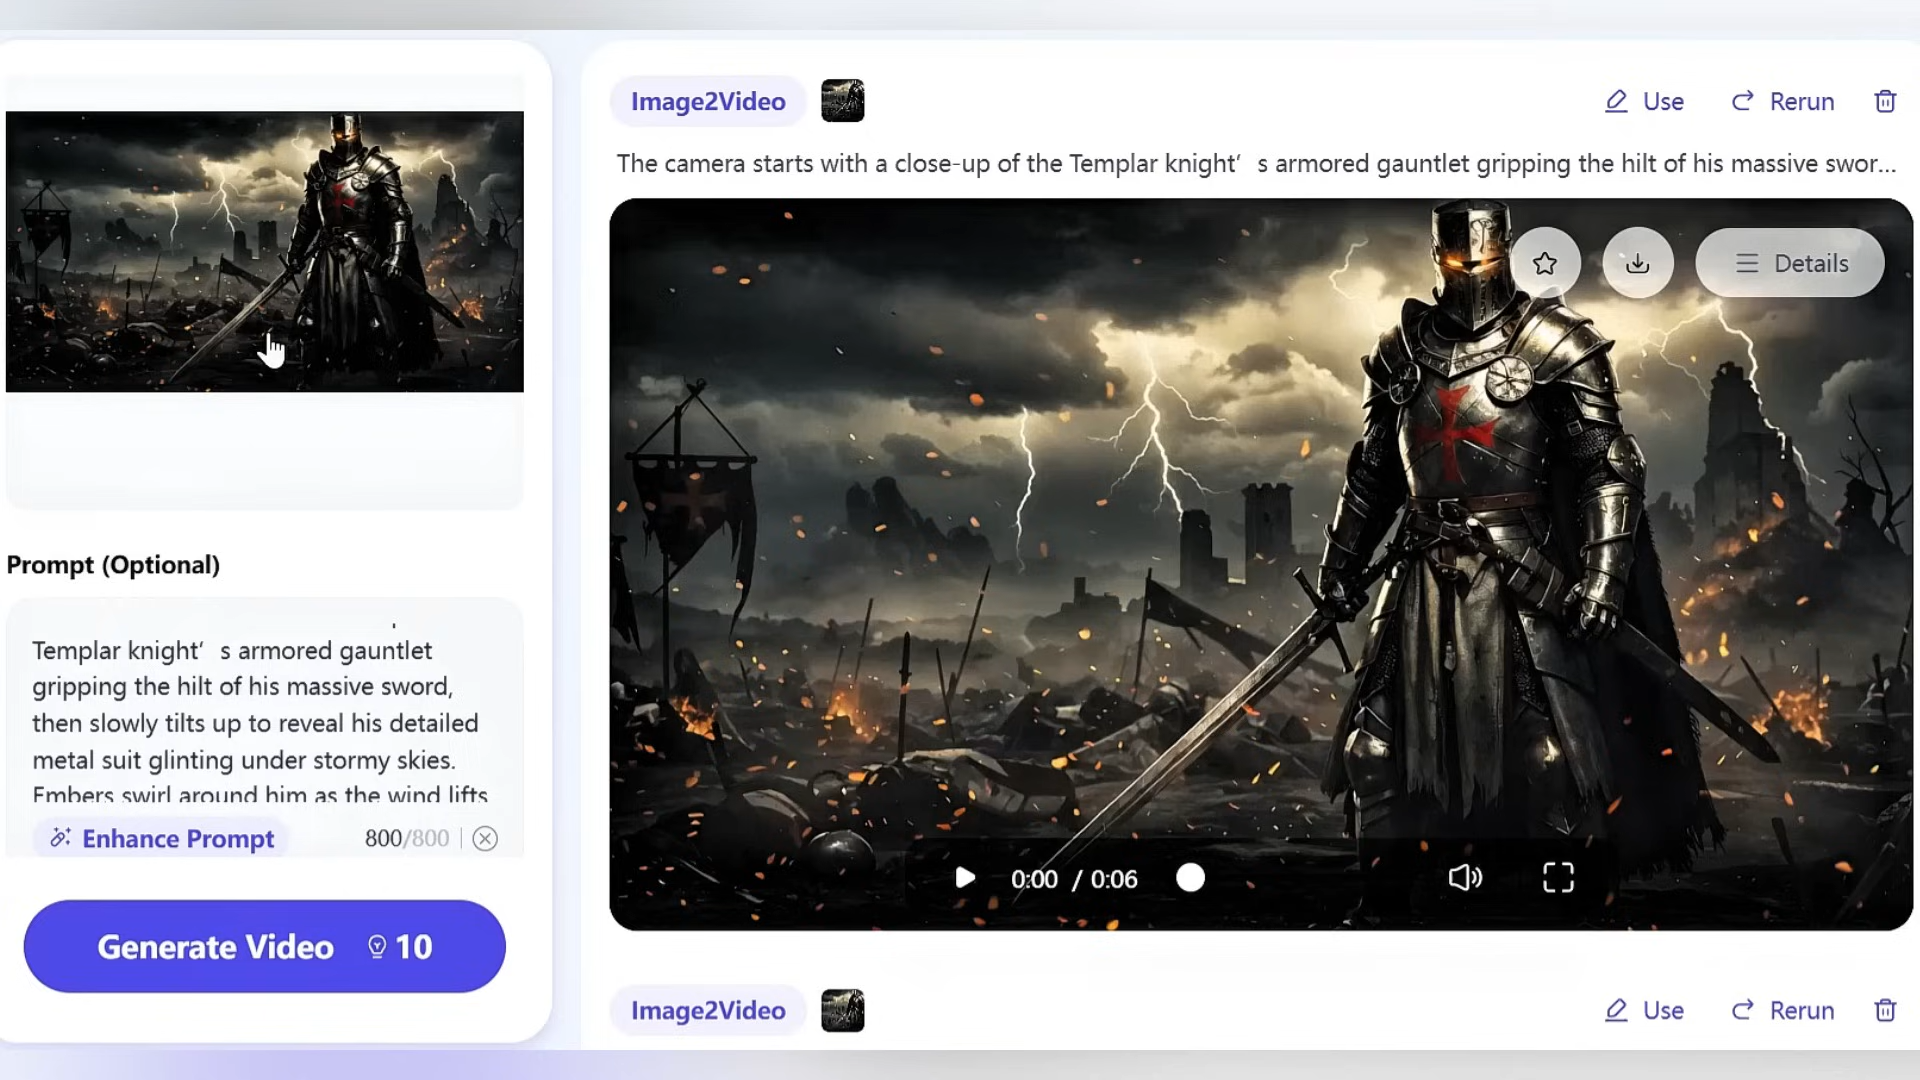 Image2Video
Use
Rerun
The camera starts with a close-up of the Templar knight’s armored gauntlet gripping the hilt of his massive swor...
Details
Prompt (Optional)
Templar knight’s armored gauntlet
gripping the hilt of his massive sword,
then slowly tilts up to reveal his detailed
metal suit glinting under stormy skies.
Embers swirl around him as the wind lifts
Enhance Prompt
800/800
Generate Video 10
0:00 / 0:06
Image2Video
Use
Rerun